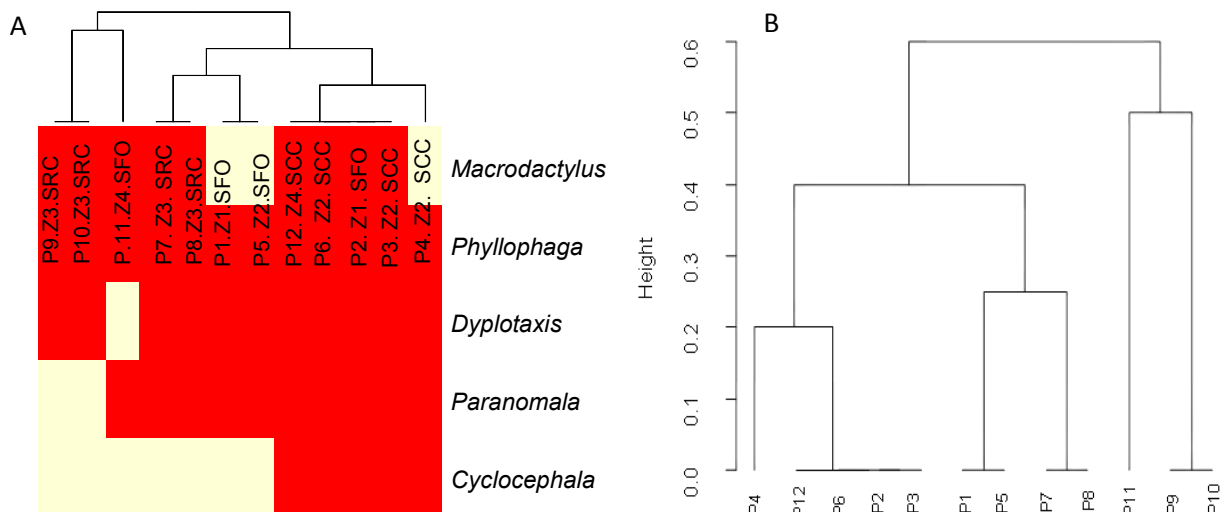 A
P9.Z3.SRC
P10.Z3.SRC
P.11.Z4.SFO
P7. Z3. SRC
P8.Z3.SRC
P1.Z1.SFO
P5. Z2.SFO
P12. Z4.SCC
P6. Z2. SCC
P2. Z1. SFO
P3. Z2. SCC
P4. Z2. SCC
Macrodactylus
Phyllophaga
Dyplotaxis
Paranomala
Cyclocephala
B
Height
0.6
0.5
0.4
0.3
0.2
0.1
0.0
P4
P12
P6
P2
P3
P1
P5
P7
P8
P11
P9
P10